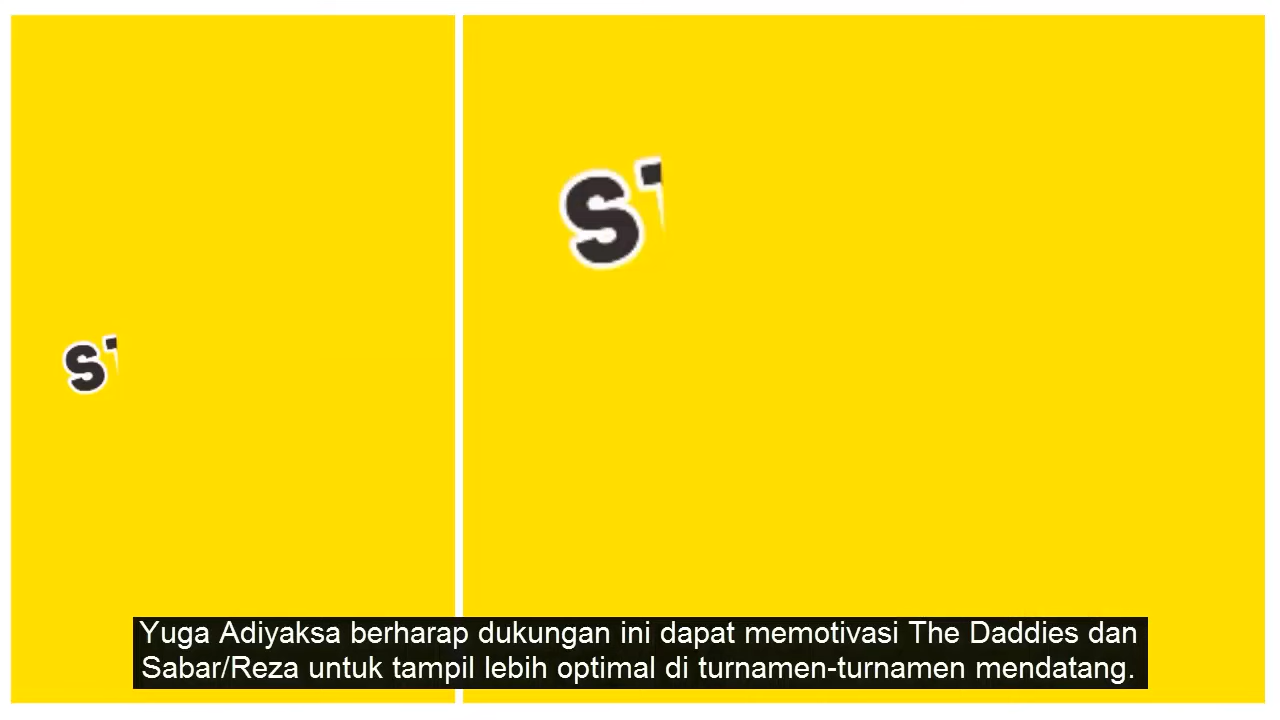 S
S
Yuga Adiyaksa berharap dukungan ini dapat memotivasi The Daddies dan
Sabar/Reza untuk tampil lebih optimal di turnamen-turnamen mendatang.